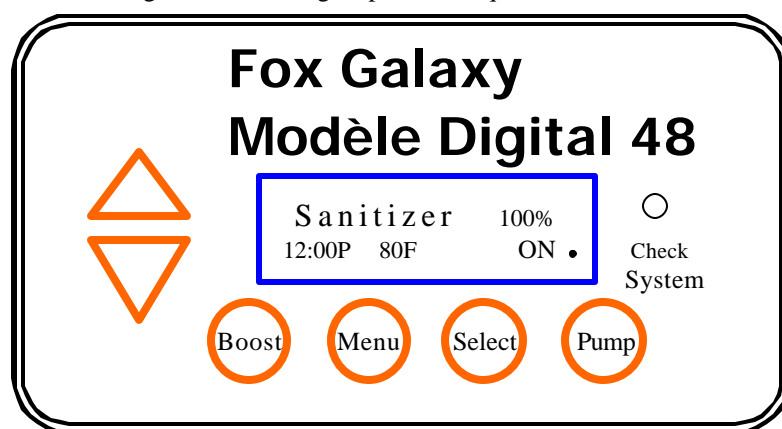 Fox Galaxy
Modèle Digital 48
Sanitizer 100%
12:00P 80F ON .
Check
System
Boost Menu Select Pump